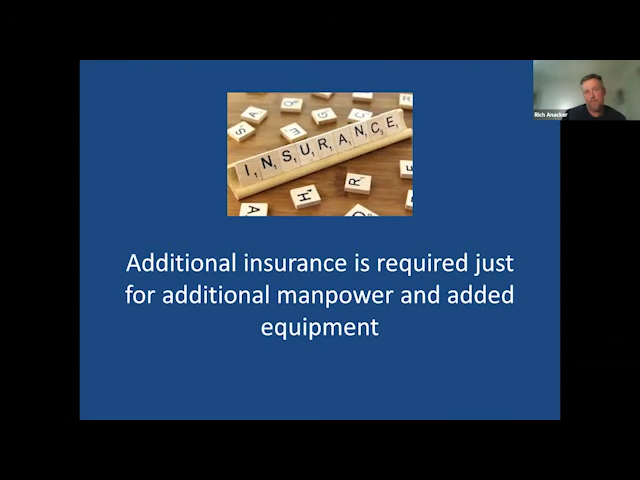 Rich Anacker
INSURANCE
Additional insurance is required just
for additional manpower and added
equipment